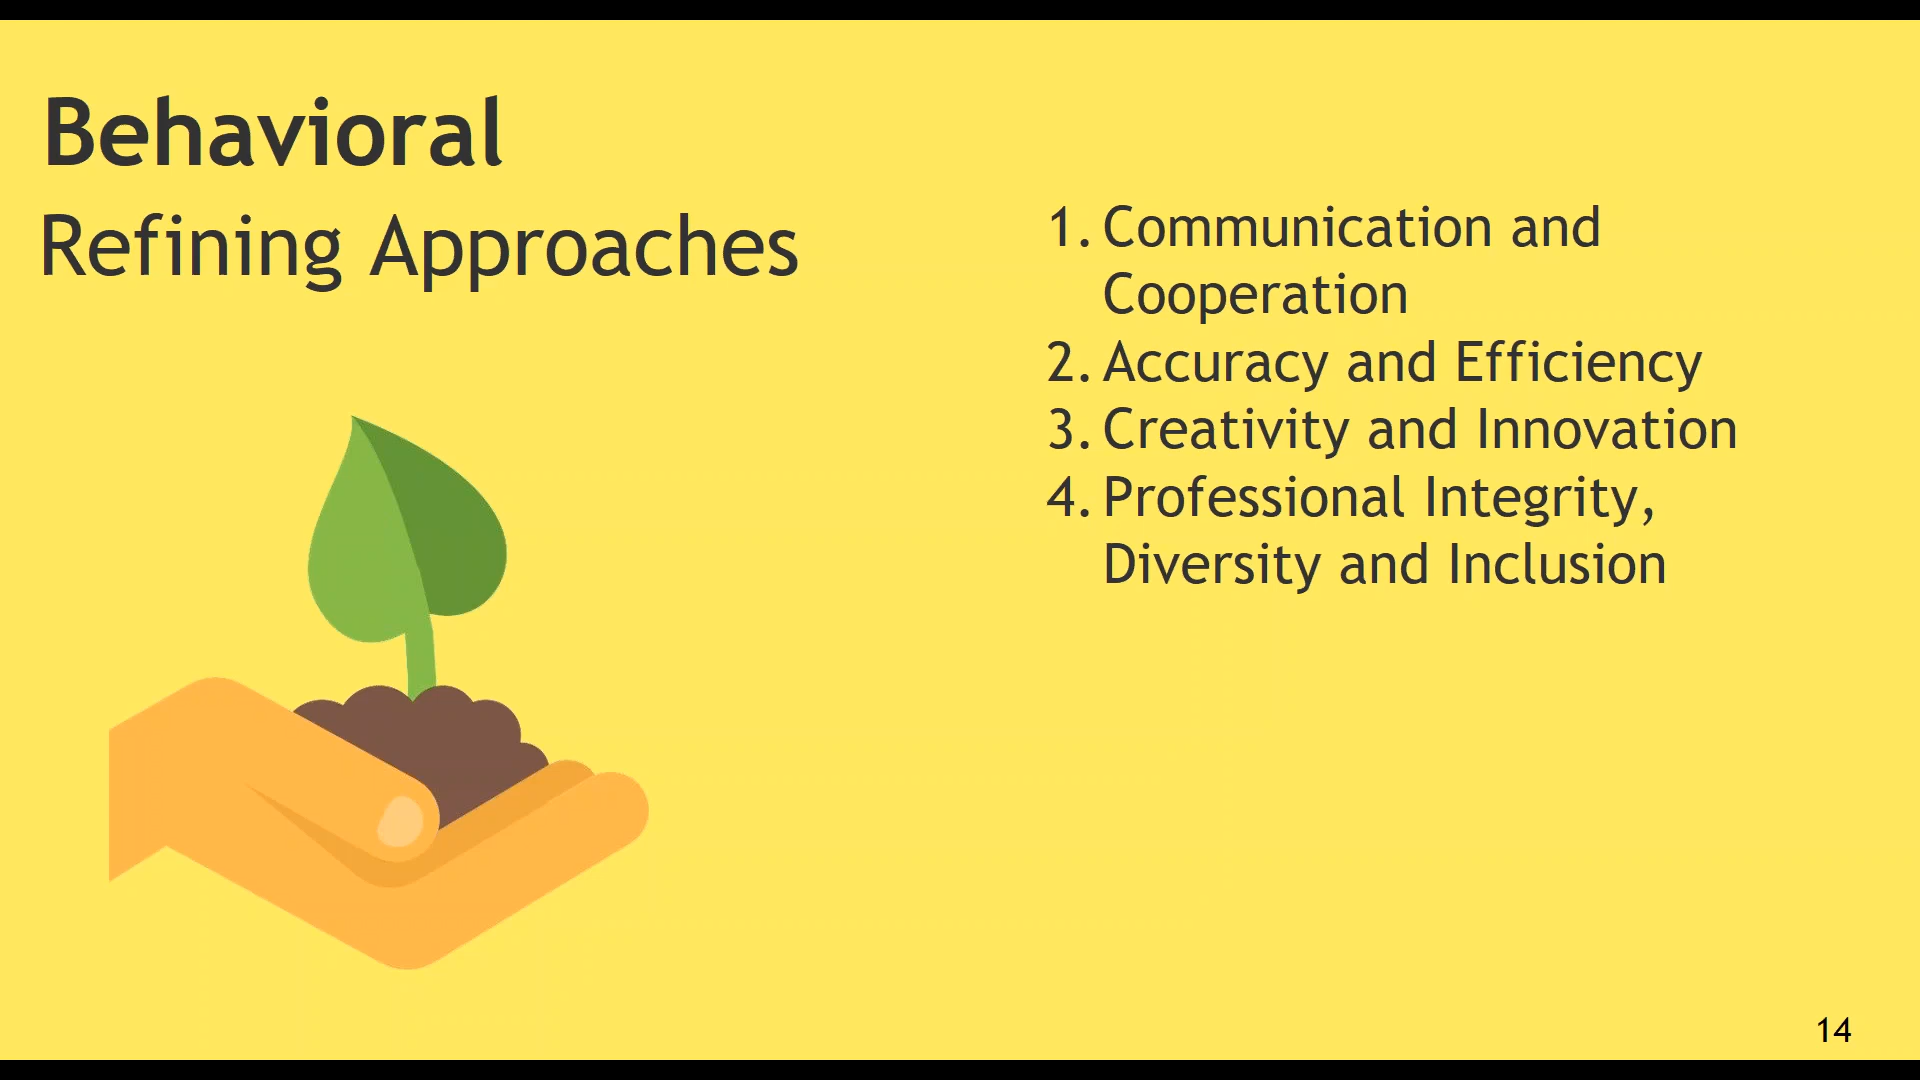 Behavioral
Refining Approaches
1. Communication and
Cooperation
2. Accuracy and Efficiency
3. Creativity and Innovation
4. Professional Integrity,
Diversity and Inclusion
14